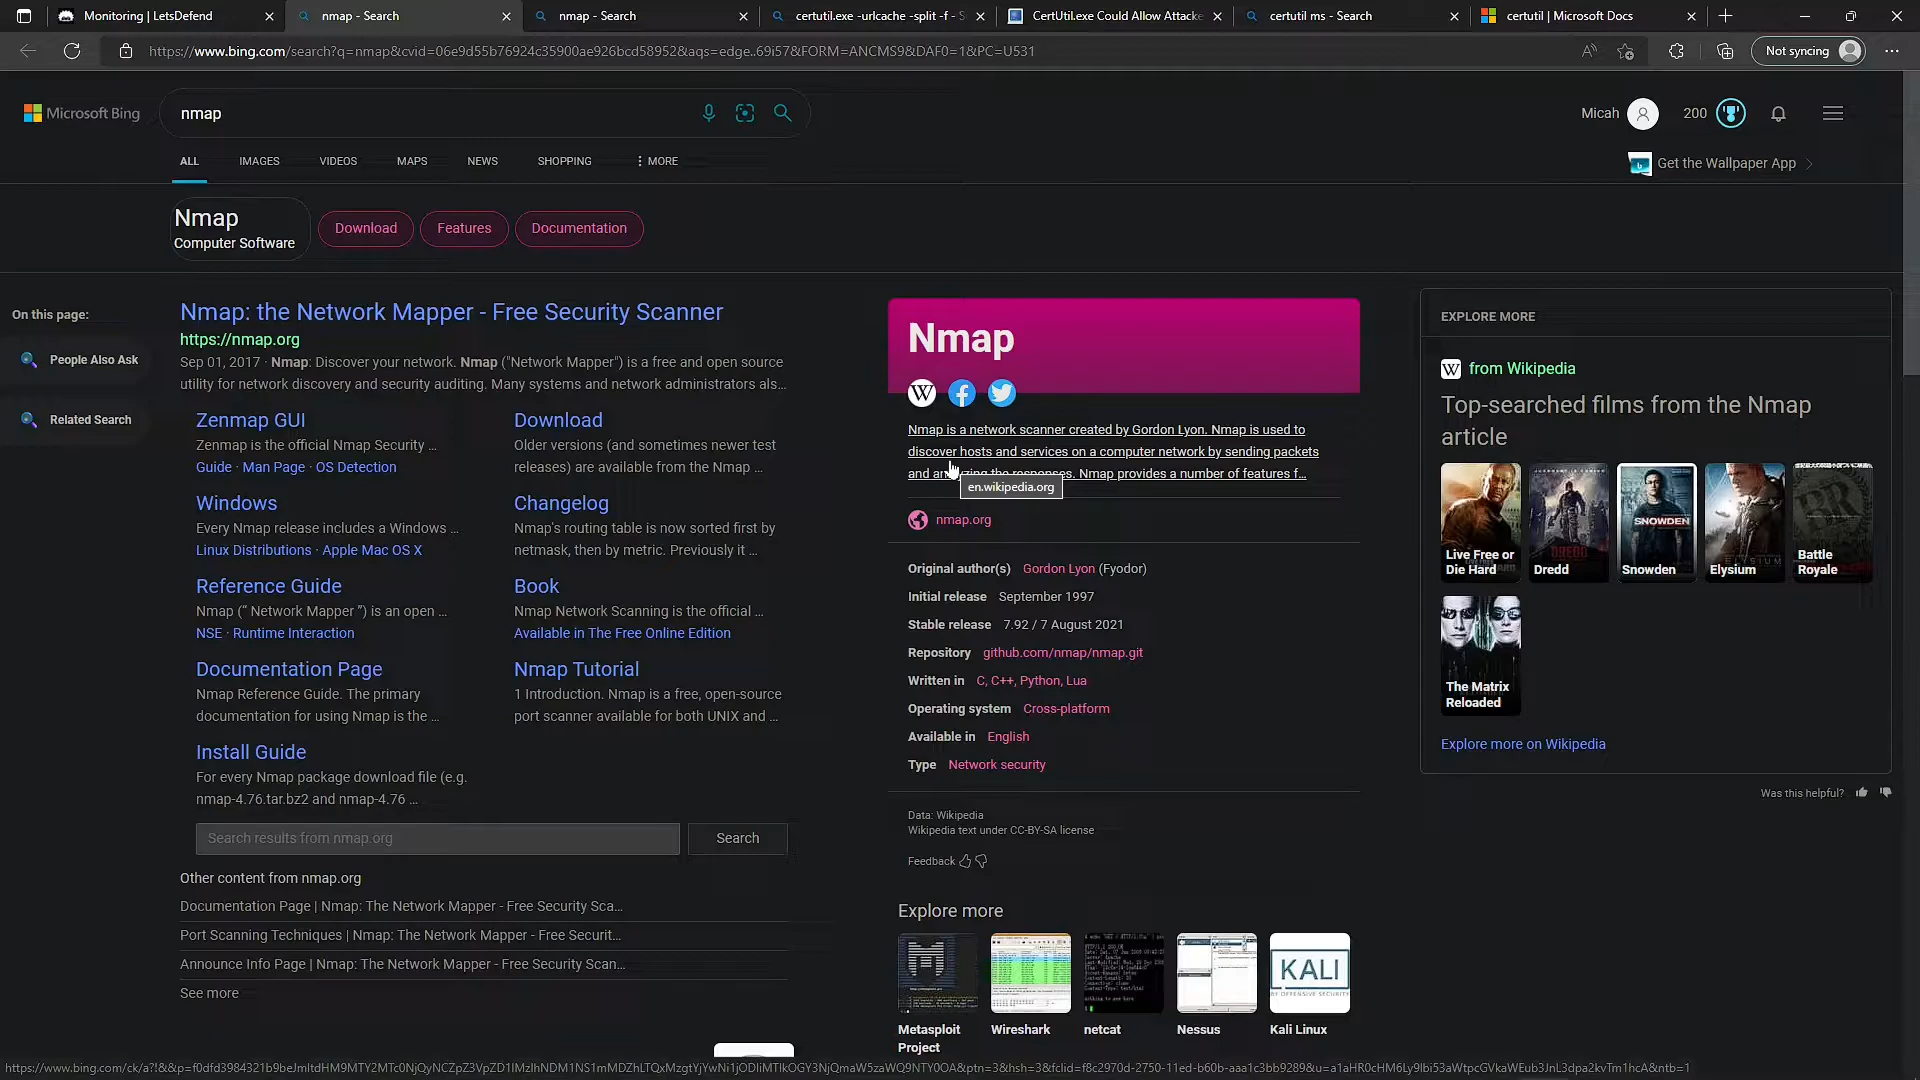 Monitoring | LetsDefend
nmap - Search
nmap - Search
certutil.exe -urlcache -split -f - S
CertUtil.exe Could Allow Attacke
certutil ms - Search
certutil | Microsoft Docs
https://www.bing.com/search?q=nmap&cvid=06e9d55b76924c35900ae926bcd58952&aqs=edge..69i57&FORM=ANCMS9&DAF0=1&PC=U531
Not syncing
Microsoft Bing
nmap
Micah
200
ALL
IMAGES
VIDEOS
MAPS
NEWS
SHOPPING
MORE
Get the Wallpaper App
Nmap
Computer Software
Download
Features
Documentation
On this page:
People Also Ask
Related Search
Nmap: the Network Mapper - Free Security Scanner
https://nmap.org
Sep 01, 2017 · Nmap: Discover your network. Nmap ("Network Mapper") is a free and open source
utility for network discovery and security auditing. Many systems and network administrators als...
Zenmap GUI
Zenmap is the official Nmap Security ...
Guide · Man Page · OS Detection
Download
Older versions (and sometimes newer test
releases) are available from the Nmap ...
Windows
Every Nmap release includes a Windows ...
Linux Distributions · Apple Mac OS X
Changelog
Nmap's routing table is now sorted first by
netmask, then by metric. Previously it ...
Reference Guide
Nmap (“ Network Mapper ”) is an open ...
NSE · Runtime Interaction
Book
Nmap Network Scanning is the official ...
Available in The Free Online Edition
Documentation Page
Nmap Reference Guide. The primary
documentation for using Nmap is the ...
Nmap Tutorial
1 Introduction. Nmap is a free, open-source
port scanner available for both UNIX and ...
Install Guide
For every Nmap package download file (e.g.
nmap-4.76.tar.bz2 and nmap-4.76 ...
Search results from nmap.org
Search
Other content from nmap.org
Documentation Page | Nmap: The Network Mapper - Free Security Sca...
Port Scanning Techniques | Nmap: The Network Mapper - Free Securit...
Announce Info Page | Nmap: The Network Mapper - Free Security Scan...
See more
Nmap
W
Nmap is a network scanner created by Gordon Lyon. Nmap is used to
discover hosts and services on a computer network by sending packets
and analyzing the responses. Nmap provides a number of features f...
en.wikipedia.org
nmap.org
Original author(s) Gordon Lyon (Fyodor)
Initial release September 1997
Stable release 7.92 / 7 August 2021
Repository github.com/nmap/nmap.git
Written in C, C++, Python, Lua
Operating system Cross-platform
Available in English
Type Network security
Data: Wikipedia
Wikipedia text under CC-BY-SA license
Feedback
Explore more
KALI
BY OFFENSIVE SECURITY
Metasploit
Project
Wireshark
netcat
Nessus
Kali Linux
EXPLORE MORE
W from Wikipedia
Top-searched films from the Nmap
article
Live Free or
Die Hard
DREDD
Dredd
SNOWDEN
Snowden
ELYSIUM
Elysium
BR
Battle
Royale
The Matrix
Reloaded
Explore more on Wikipedia
Was this helpful?